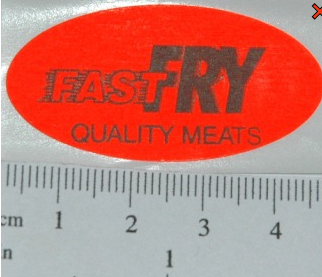 FAST FRY
QUALITY MEATS
cm 1 2 3 4
n 1